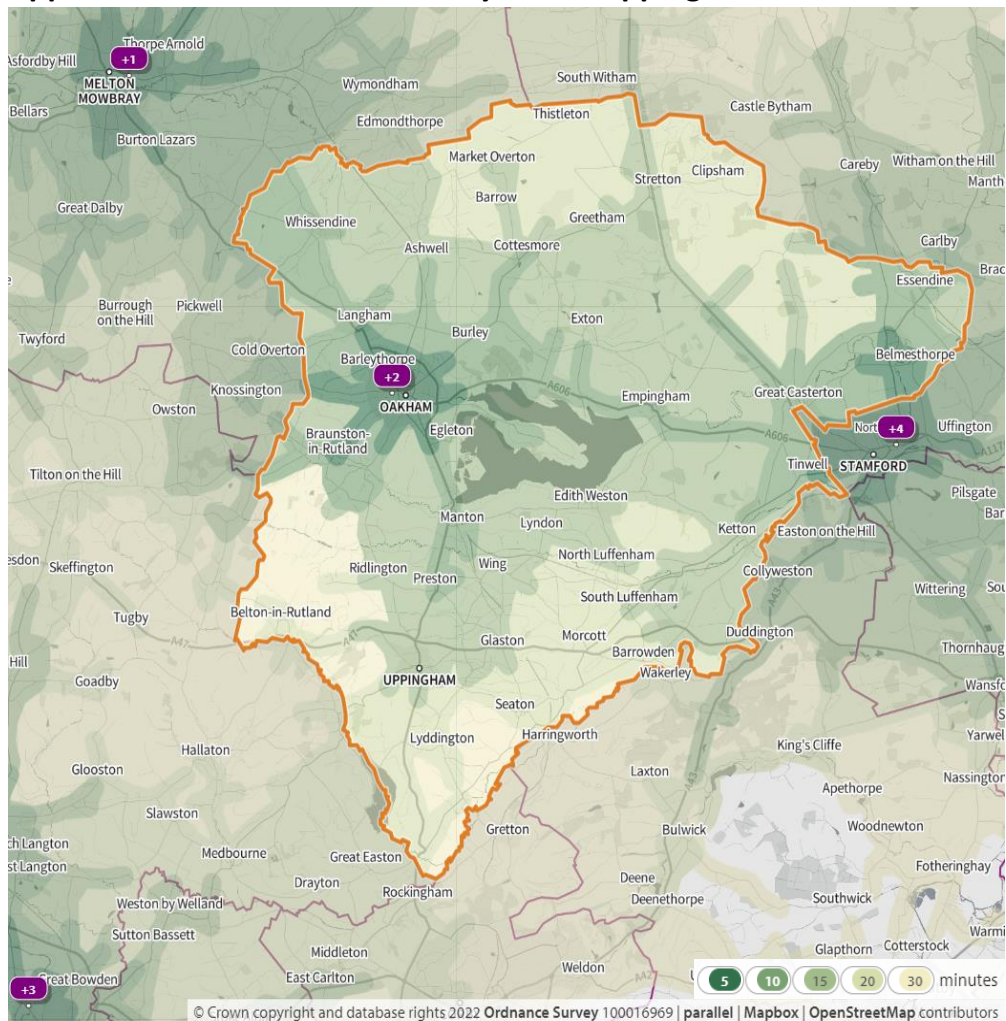 Thorpe Arnold
Asfordby Hill
+1
MELTON
MOWBRAY
South Witham
Wymondham
Castle Bytham
Bellars
Thistleton
Edmondthorpe
Burton Lazars
Market Overton
Clipsham
Careby
Witham on the Hill
Stretton
Barrow
Great Dalby
Whissendine
Greetham
Ashwell
Cottesmore
Carlby
Essendine
Burrough
on the Hill
Pickwell
Langham
Exton
Burley
Twyford
Cold Overton
Barleythorpe
Belmesthorpe
+2
Knossington
OAKHAM
Empingham
Great Casterton
Owston
A606
Egleton
+4
Uffington
Braunston-
in-Rutland
A606
Tinwell
STAMFORD
Tilton on the Hill
Edith Weston
Pilsgate
Manton
Lyndon
Ketton
Easton on the Hill
Skeffington
Ridlington
Wing
North Luffenham
Preston
Collyweston
Wittering
South Luffenham
Tugby
Belton-in-Rutland
A47
A47
A43
Glaston
Morcott
Duddington
Barrowden
Goadby
UPPINGHAM
Wakerley
Seaton
Hallaton
Lyddington
Harringworth
King's Cliffe
Glooston
Laxton
Apethorpe
Nassington
Slawston
A43
Gretton
Bulwick
Woodnewton
Medbourne
Great Easton
Fotheringhay
Drayton
Rockingham
Deene
Deenethorpe
Southwick
Weston by Welland
Sutton Bassett
Middleton
Glapthorn
Cotterstock
Great Bowden
East Carlton
Weldon
+3
5 10 15 20 30 minutes
© Crown copyright and database rights 2022 Ordnance Survey 100016969 | parallel | Mapbox | OpenStreetMap contributors